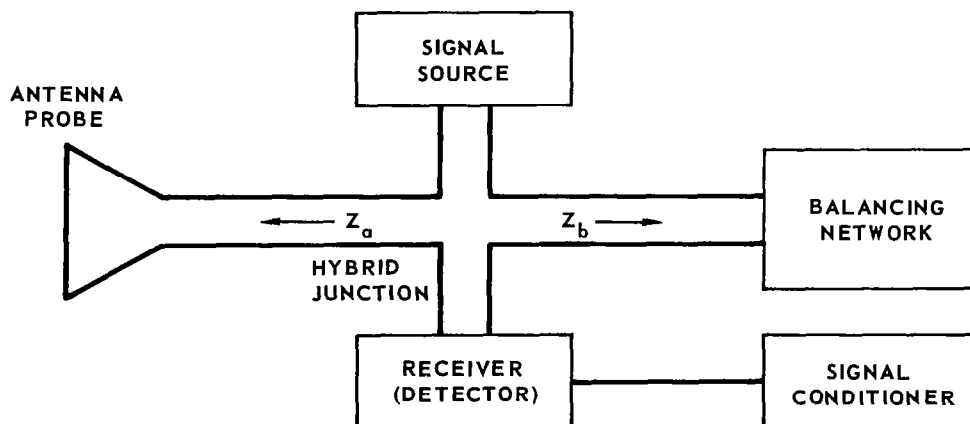 SIGNAL
SOURCE
ANTENNA
PROBE
Z_a
Z_b
BALANCING
NETWORK
HYBRID
JUNCTION
RECEIVER
(DETECTOR)
SIGNAL
CONDITIONER